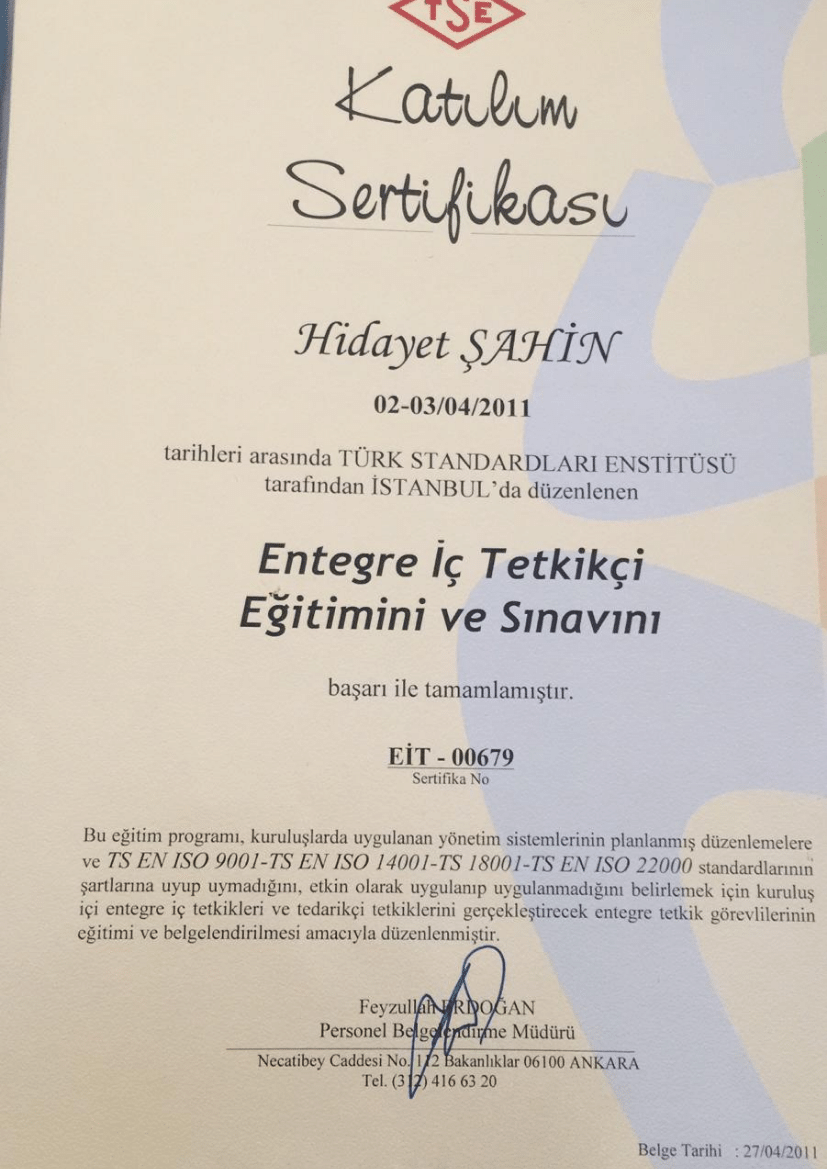 TSE
Katılım
Sertifikası
Hidayet ŞAHİN
02-03/04/2011
tarihleri arasında TÜRK STANDARDLARI ENSTİTÜSÜ
tarafından İSTANBUL'da düzenlenen
Entegre İç Tetkikçi
Eğitimini ve Sınavını
başarı ile tamamlamıştır.
EİT - 00679
Sertifika No
Bu eğitim programı, kuruluşlarda uygulanan yönetim sistemlerinin planlanmış düzenlemelere
ve TS EN ISO 9001-TS EN ISO 14001-TS 18001-TS EN ISO 22000 standardlarının
şartlarına uyup uymadığını, etkin olarak uygulanıp uygulanmadığını belirlemek için kuruluş
içi entegre iç tetkikleri ve tedarikçi tetkiklerini gerçekleştirecek entegre tetkik görevlilerinin
eğitimi ve belgelendirilmesi amacıyla düzenlenmiştir.
Feyzullah ERDOĞAN
Personel Belgelendirme Müdürü
Necatibey Caddesi No. 112 Bakanlıklar 06100 ANKARA
Tel. (312) 416 63 20
Belge Tarihi : 27/04/2011